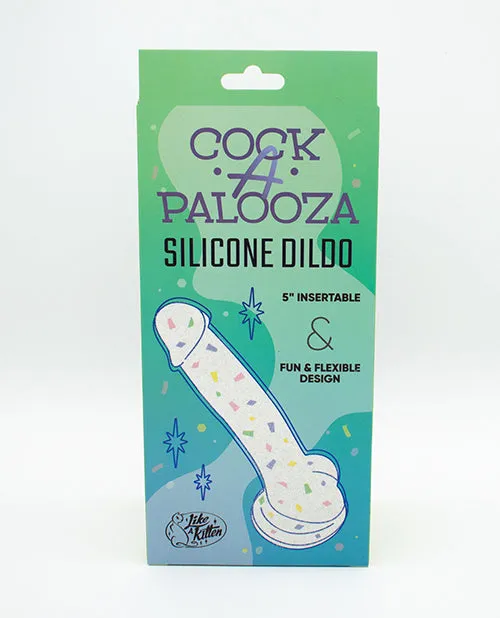 COCK
· A ·
PALOOZA
SILICONE DILDO
5" INSERTABLE
&
FUN & FLEXIBLE
DESIGN
Like
A
Kitten